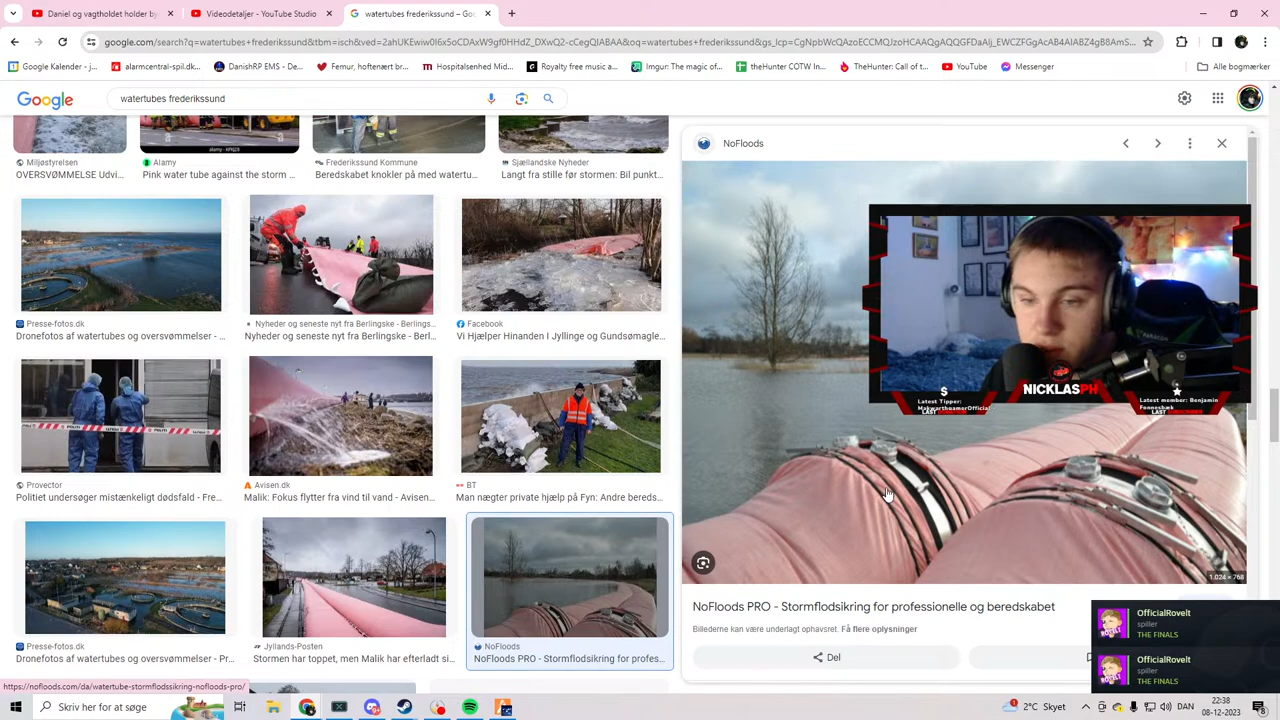 Daniel og vagtholdet holder by
Videodetaljer - YouTube Studio
watertubes frederikssund – Goo
google.com/search?q=watertubes+frederikssund&tbm=isch&ved=2ahUKEwiw0I6x5oCDAxW9gf0HHdZ_DXwQ2-cCegQIABAA&oq=watertubes+frederikssund&gs_lcp=CgNpbWcQAzoECCMQJzoHCAAQgAQQGFDaAlj_EWCZFGgAcAB4AIABZ4gB8AmS...
Google Kalender - j...
alarmcentral-spil.dk...
DanishRP EMS - De...
Femur, hoftenært br...
Hospitalsenhed Mid...
Royalty free music a...
Imgur: The magic of...
theHunter COTW In...
TheHunter: Call of t...
YouTube
Messenger
Alle bogmærker
Google
watertubes frederikssund
Miljøstyrelsen
OVERSVØMMELSE Udvi...
Alamy
Pink water tube against the storm ...
Frederikssund Kommune
Beredskabet knokler på med watertu...
Sjællandske Nyheder
Langt fra stille før stormen: Bil punkt...
NoFloods
Presse-fotos.dk
Dronefotos af watertubes og oversvømmelser - ...
Nyheder og seneste nyt fra Berlingske - Berlings...
Nyheder og seneste nyt fra Berlingske - Berl...
Facebook
Vi Hjælper Hinanden I Jyllinge og Gundsømagle...
Provector
Politiet undersøger mistænkeligt dødsfald - Fre...
Avisen.dk
Malik: Fokus flytter fra vind til vand - Avisen...
BT
Man nægter private hjælp på Fyn: Andre bereds...
Presse-fotos.dk
Dronefotos af watertubes og oversvømmelser - Pr...
Jyllands-Posten
Stormen har toppet, men Malik har efterladt si...
NoFloods
NoFloods PRO - Stormflodsikring for profes...
NICKLASPH
Latest Tipper:
MakwartheamerOfficial
Latest member: Benjamin
Fonnesbæk
1.024 × 768
NoFloods PRO - Stormflodsikring for professionelle og beredskabet
Billederne kan være underlagt ophavsret. Få flere oplysninger
Del
OfficialRovelt
spiller
THE FINALS
OfficialRovelt
spiller
THE FINALS
https://nofloods.com/da/watertube-stormflodssikring-nofloods-pro/
Skriv her for at søge
2°C Skyet
DAN
22:38
08-12-2023